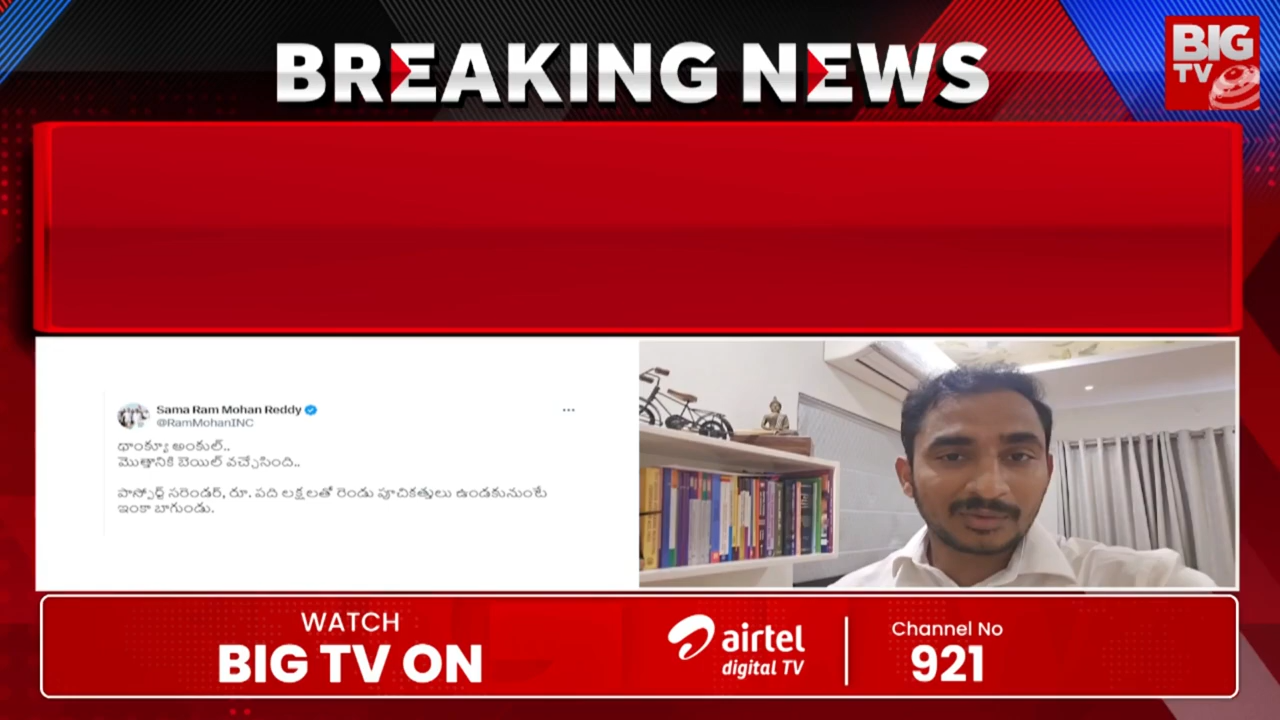 BREAKING NEWS
BIG
TV
Sama Ram Mohan Reddy
@RamMohanINC
థాంక్యూ అంకుల్..
మొత్తానికి బెయిల్ వచ్చేసింది..
పాస్పోర్ట్ సరెండర్, రూ. పది లక్షలతో రెండు పూచికత్తులు ఉండకునుంటే
ఇంకా బాగుండు.
WATCH
BIG TV ON
airtel
digital TV
Channel No
921